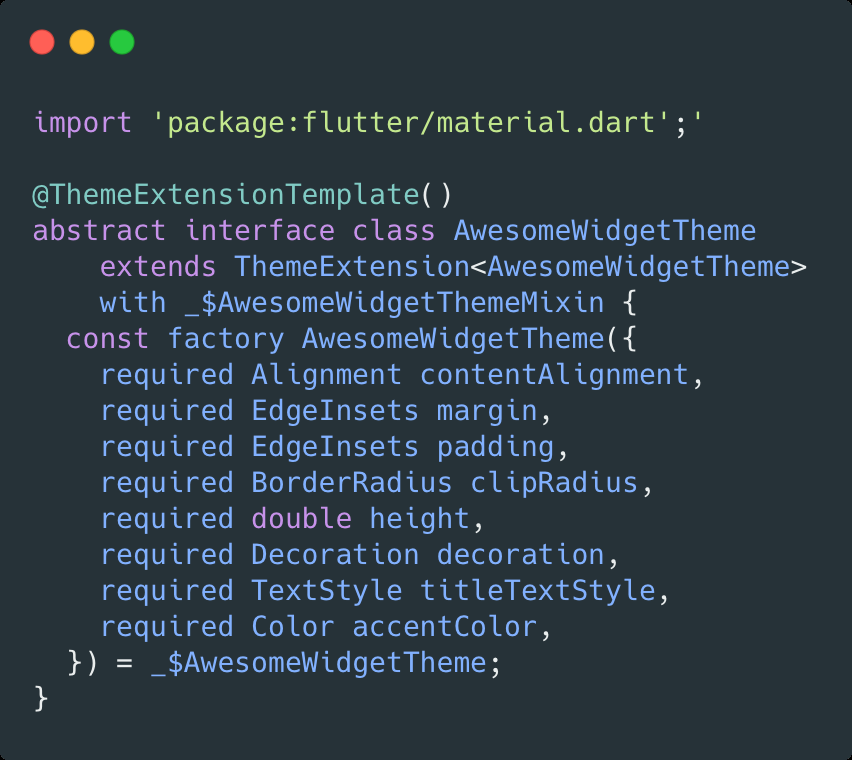 import 'package:flutter/material.dart';'
@ThemeExtensionTemplate()
abstract interface class AwesomeWidgetTheme
    extends ThemeExtension<AwesomeWidgetTheme>
    with _$AwesomeWidgetThemeMixin {
  const factory AwesomeWidgetTheme({
    required Alignment contentAlignment,
    required EdgeInsets margin,
    required EdgeInsets padding,
    required BorderRadius clipRadius,
    required double height,
    required Decoration decoration,
    required TextStyle titleTextStyle,
    required Color accentColor,
  }) = _$AwesomeWidgetTheme;
}